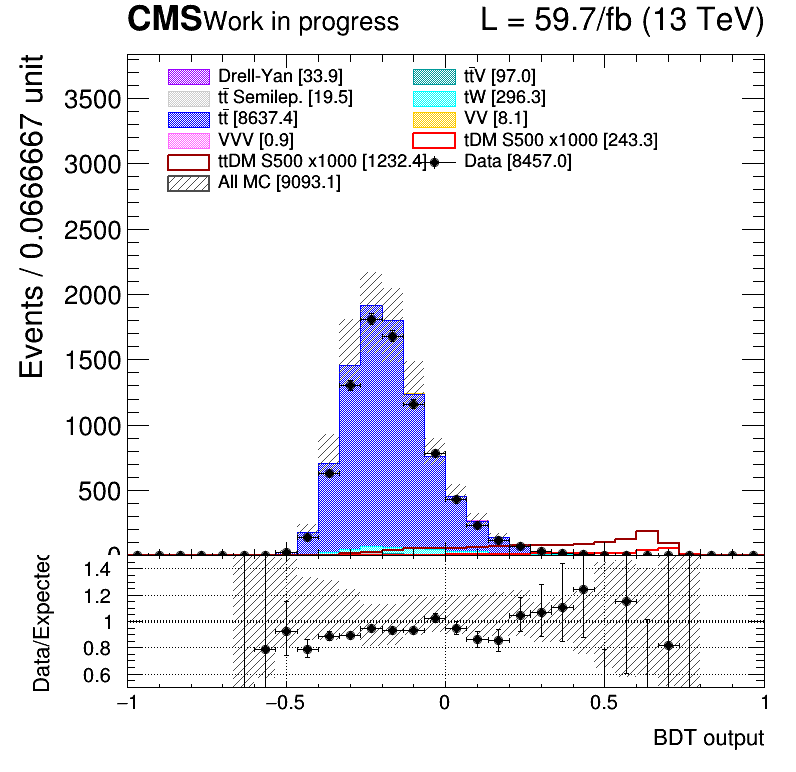 CMS Work in progress L = 59.7/fb (13 TeV)
Drell-Yan [33.9] tt̄V [97.0]
tt̄ Semilep. [19.5] tW [296.3]
tt̄ [8637.4] VV [8.1]
VVV [0.9] tDM S500 x1000 [243.3]
ttDM S500 x1000 [1232.4] Data [8457.0]
All MC [9093.1]
Events / 0.0666667 unit
3500
3000
2500
2000
1500
1000
500
0
Data/Expected
1.4
1.2
1
0.8
0.6
−1 −0.5 0 0.5 1
BDT output